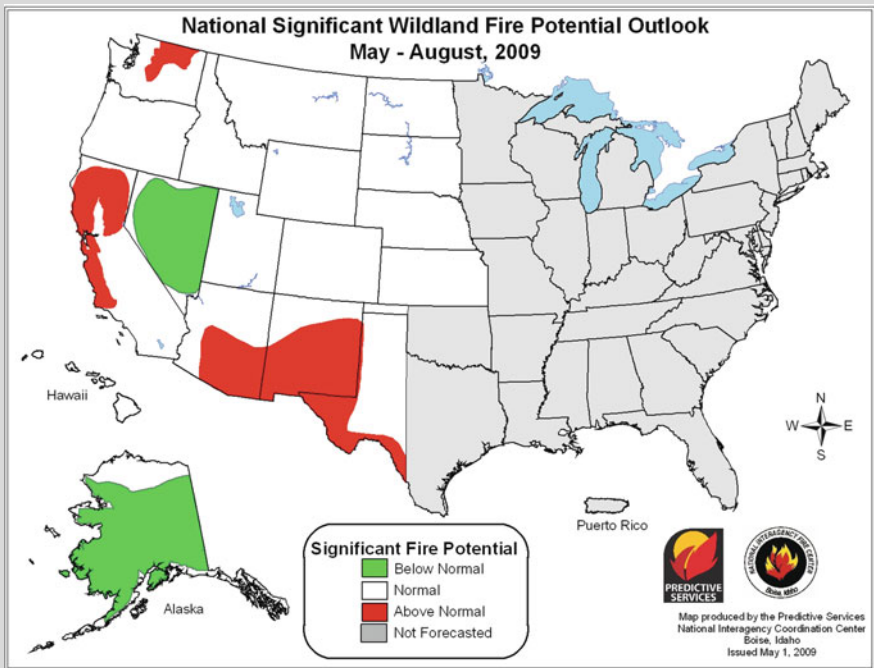 National Significant Wildland Fire Potential Outlook
May - August, 2009
Hawaii
N
W E
S
Puerto Rico
Alaska
Significant Fire Potential
Below Normal
Normal
Above Normal
Not Forecasted
PREDICTIVE
SERVICES
NATIONAL INTERAGENCY FIRE CENTER
Boise, Idaho
Map produced by the Predictive Services
National Interagency Coordination Center
Boise, Idaho
Issued May 1, 2009